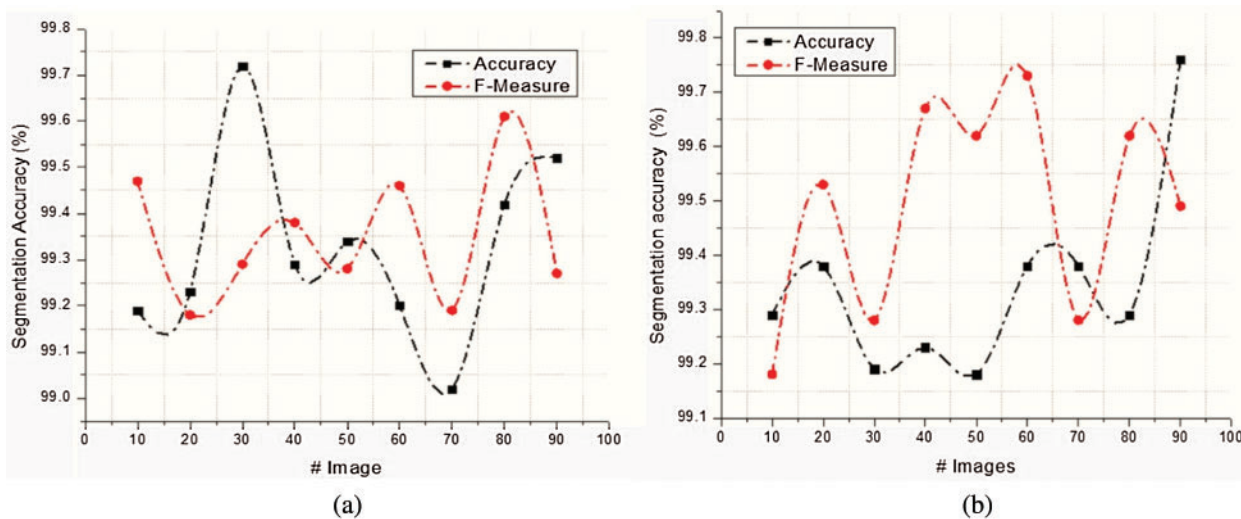 99.8
99.7
99.6
99.5
99.4
99.3
99.2
99.1
99.0
0 10 20 30 40 50 60 70 80 90 100
Segmentation Accuracy (%)
# Image
Accuracy
F-Measure
(a)
99.8
99.7
99.6
99.5
99.4
99.3
99.2
99.1
0 10 20 30 40 50 60 70 80 90 100
Segmentation accuracy (%)
# Images
Accuracy
F-Measure
(b)